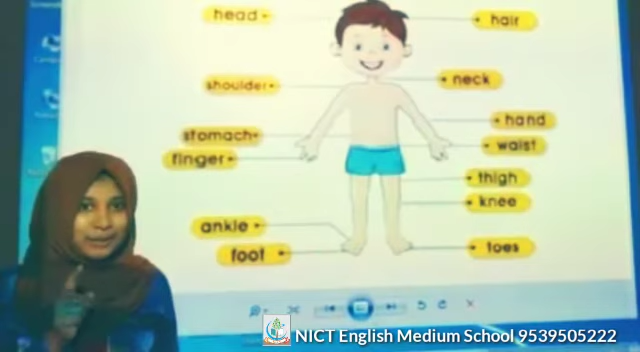 head
hair
shoulder
neck
hand
stomach
waist
finger
thigh
knee
ankle
foot
toes
NICT English Medium School 9539505222